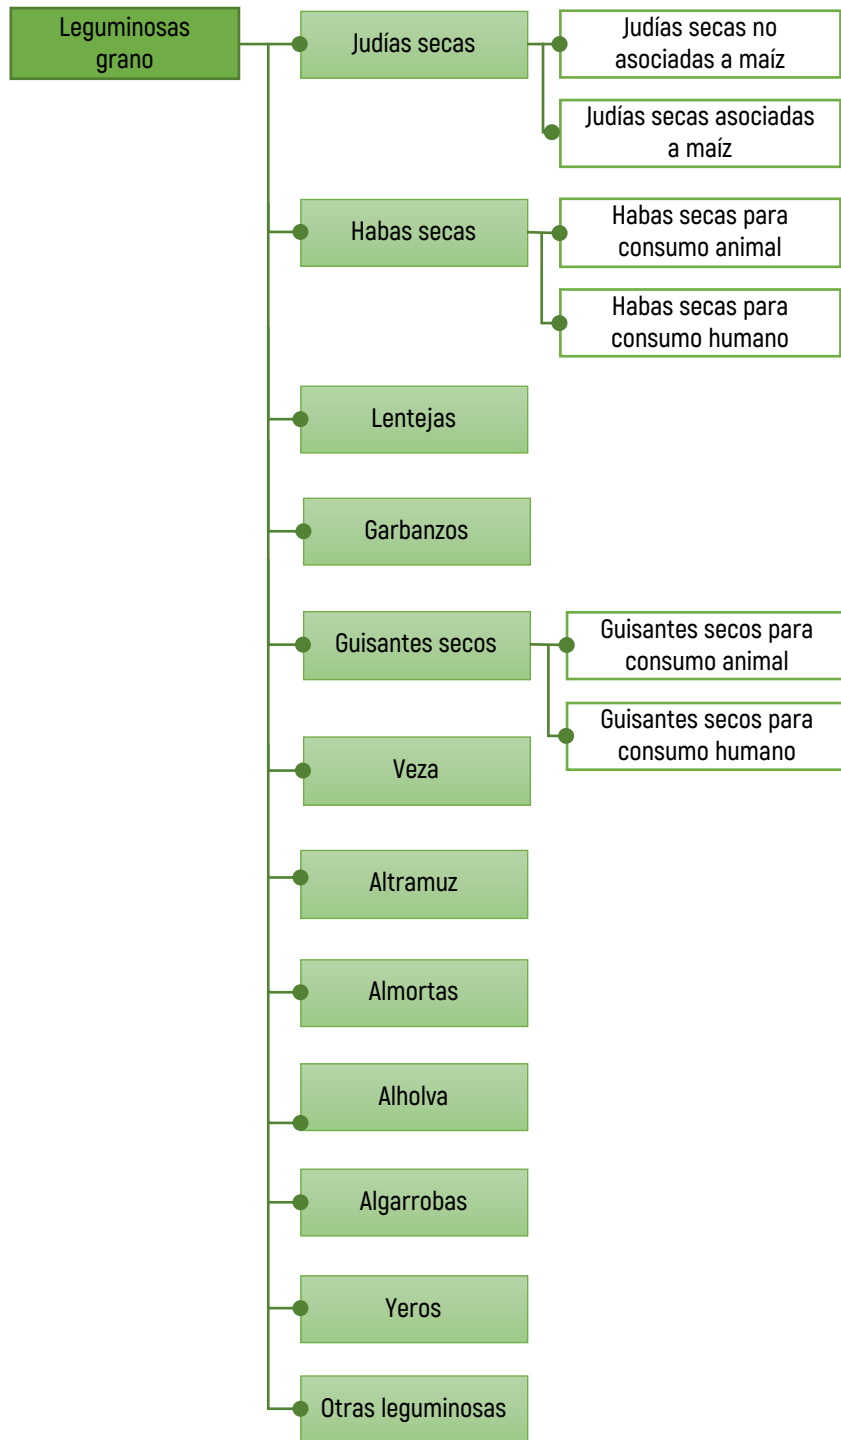 Leguminosas
grano
Judías secas
Judías secas no
asociadas a maíz
Judías secas asociadas
a maíz
Habas secas
Habas secas para
consumo animal
Habas secas para
consumo humano
Lentejas
Garbanzos
Guisantes secos
Guisantes secos para
consumo animal
Guisantes secos para
consumo humano
Veza
Altramuz
Almortas
Alholva
Algarrobas
Yeros
Otras leguminosas